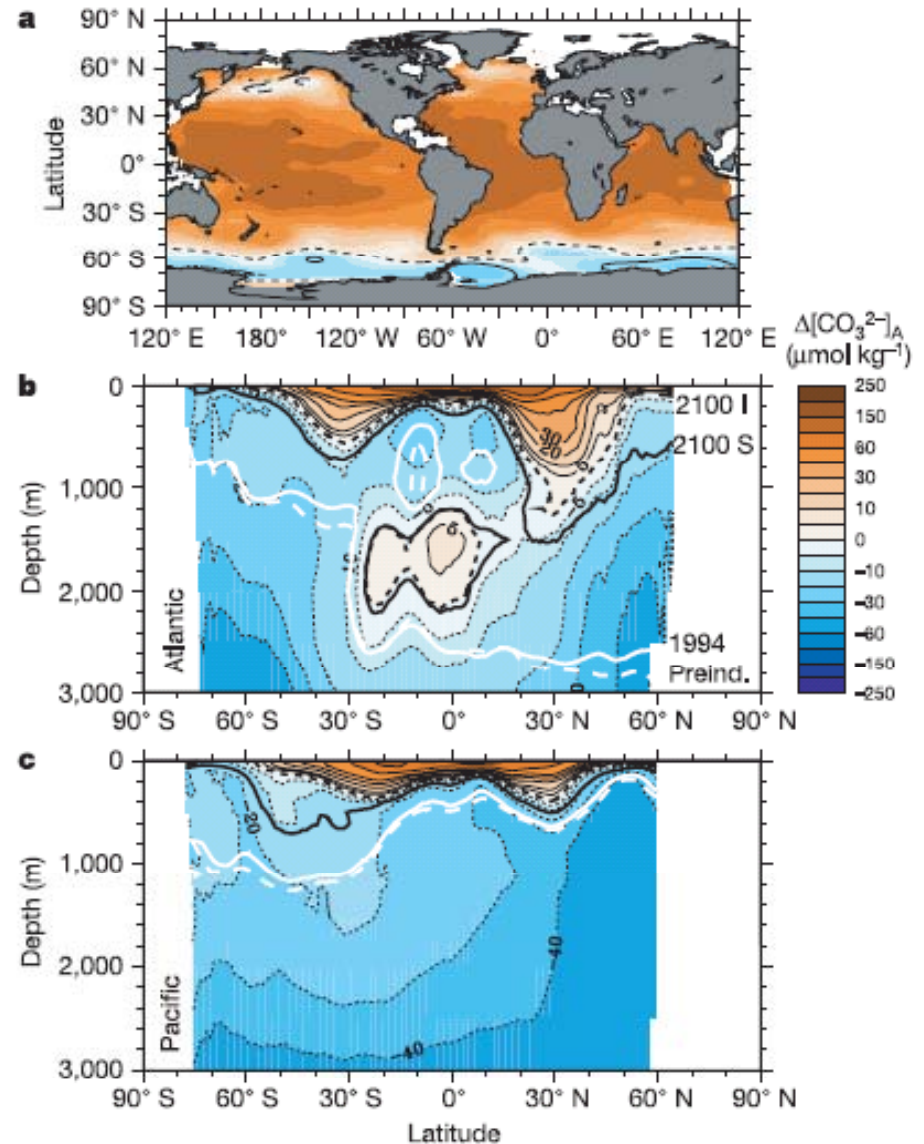 a
90° N
60° N
30° N
0°
30° S
60° S
90° S
Latitude
120° E 180° W 120° W 60° W 0° 60° E 120° E
Δ[CO₃²⁻]A
(μmol kg⁻¹)
250
150
60
30
10
0
−10
−30
−60
−150
−250
b
0
1,000
2,000
3,000
Depth (m)
Atlantic
2100 I
2100 S
1994
Preind.
0
0
90° S 60° S 30° S 0° 30° N 60° N 90° N
c
0
1,000
2,000
3,000
Depth (m)
Pacific
−20
−40
−40
90° S 60° S 30° S 0° 30° N 60° N 90° N
Latitude